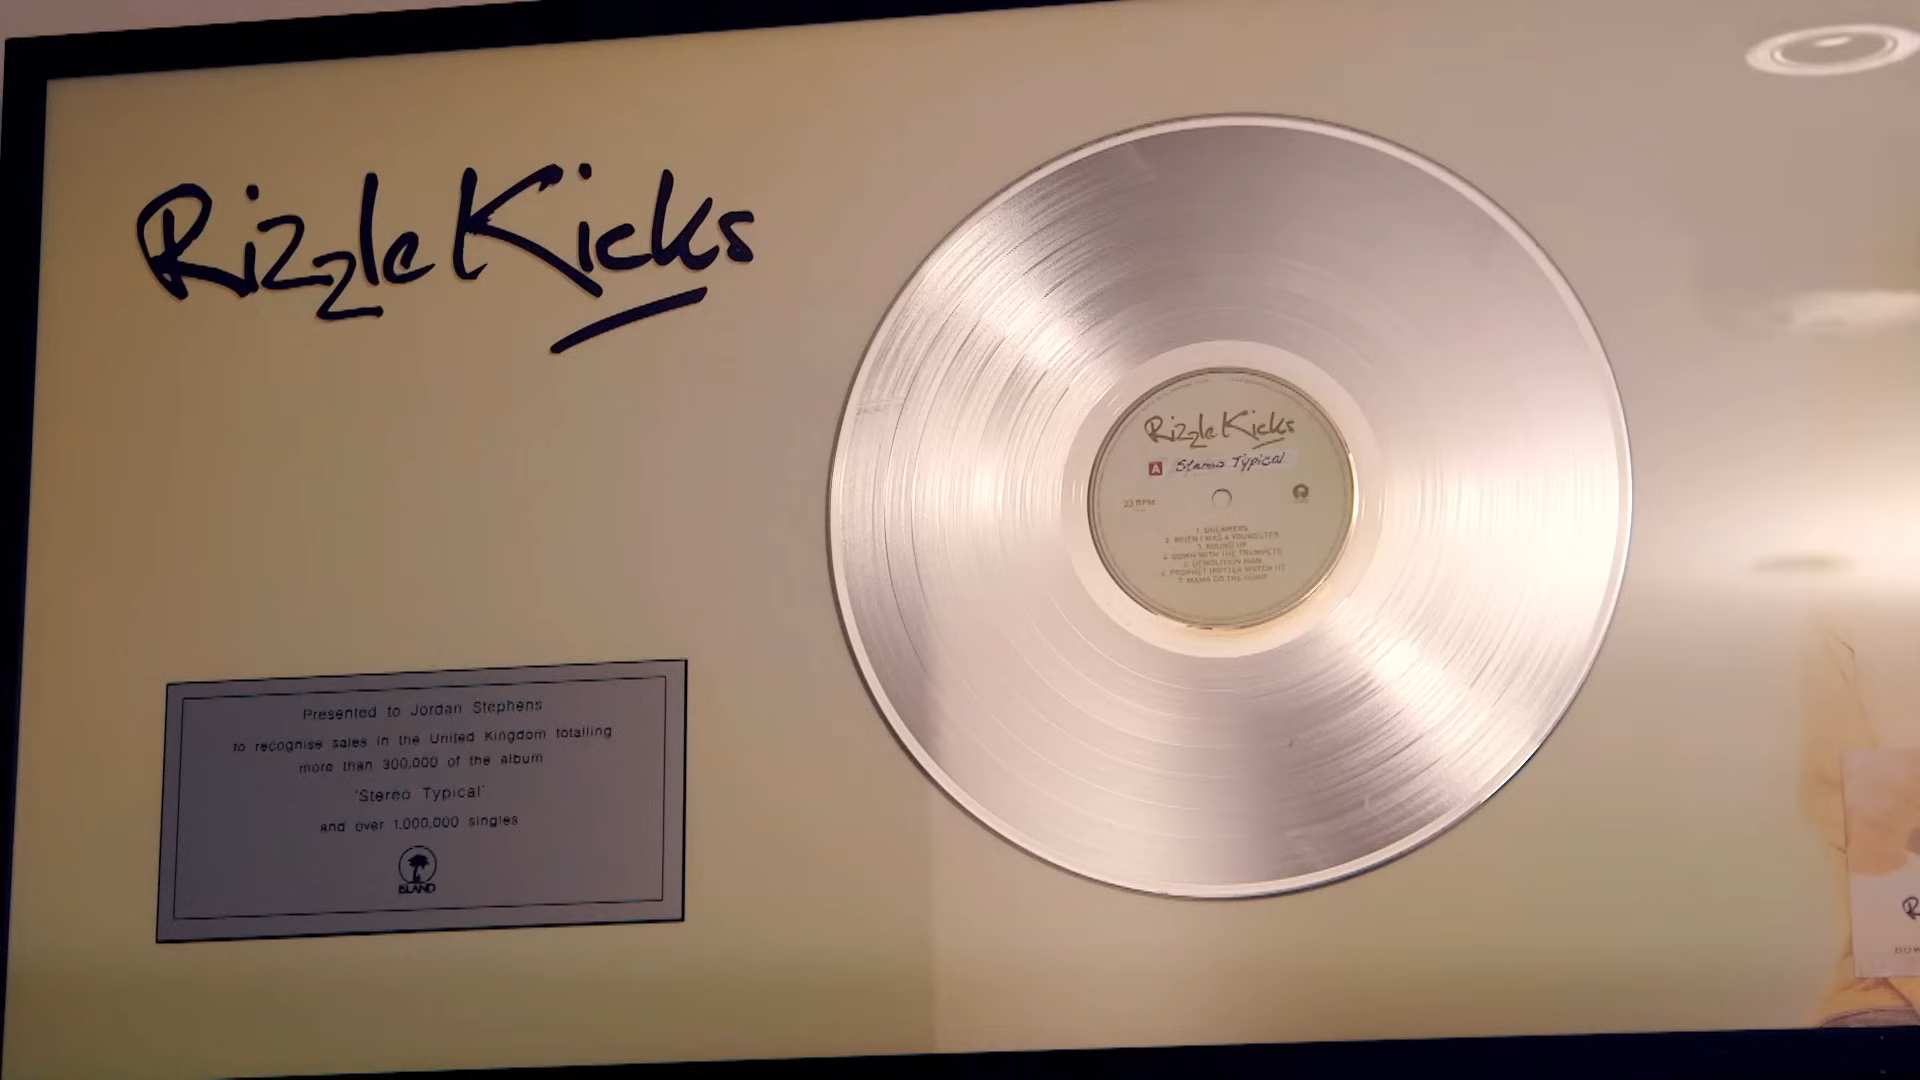 Rizzle Kicks
Presented to Jordan Stephens
to recognise sales in the United Kingdom totalling
more than 300,000 of the album
'Stereo Typical'
and over 1,000,000 singles
ISLAND
Rizzle Kicks
A Stereo Typical
33 RPM
1. DREAMERS
2. WHEN I WAS A YOUNGSTER
3. ROUND UP
4. DOWN WITH THE TRUMPETS
5. DEMOLITION MAN
6. PROPHET (BETTER WATCH IT)
7. MAMA DO THE HUMP